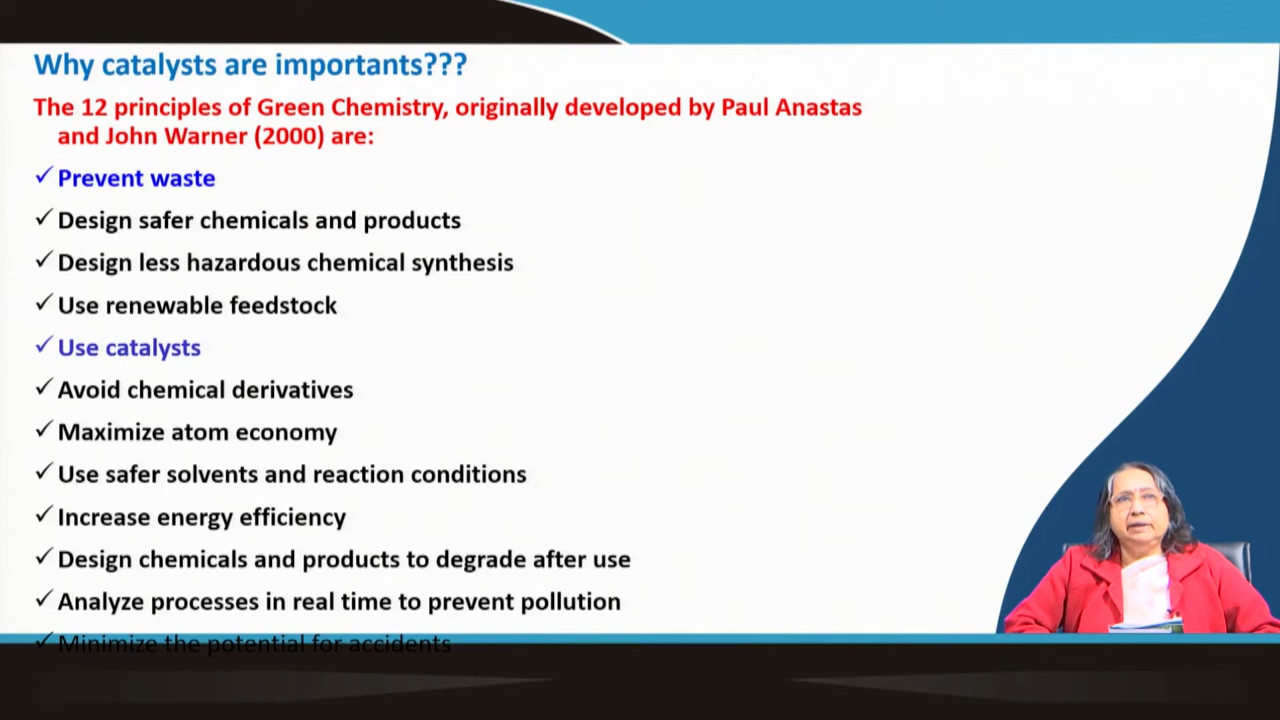 Why catalysts are importants???
The 12 principles of Green Chemistry, originally developed by Paul Anastas
and John Warner (2000) are:
✓ Prevent waste
✓ Design safer chemicals and products
✓ Design less hazardous chemical synthesis
✓ Use renewable feedstock
✓ Use catalysts
✓ Avoid chemical derivatives
✓ Maximize atom economy
✓ Use safer solvents and reaction conditions
✓ Increase energy efficiency
✓ Design chemicals and products to degrade after use
✓ Analyze processes in real time to prevent pollution
✓ Minimize the potential for accidents